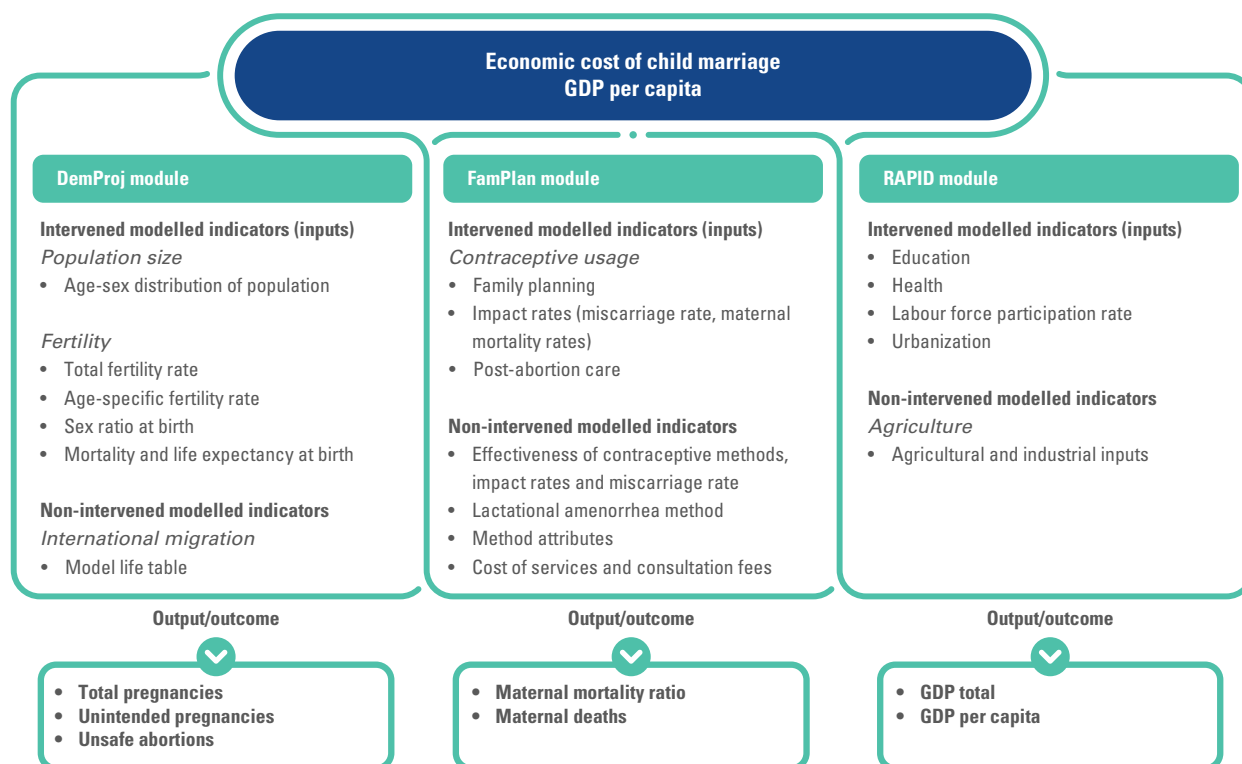 Economic cost of child marriage
GDP per capita
DemProj module
Intervened modelled indicators (inputs)
Population size
• Age-sex distribution of population
Fertility
• Total fertility rate
• Age-specific fertility rate
• Sex ratio at birth
• Mortality and life expectancy at birth
Non-intervened modelled indicators
International migration
• Model life table
Output/outcome
• Total pregnancies
• Unintended pregnancies
• Unsafe abortions
FamPlan module
Intervened modelled indicators (inputs)
Contraceptive usage
• Family planning
• Impact rates (miscarriage rate, maternal
mortality rates)
• Post-abortion care
Non-intervened modelled indicators
• Effectiveness of contraceptive methods,
impact rates and miscarriage rate
• Lactational amenorrhea method
• Method attributes
• Cost of services and consultation fees
Output/outcome
• Maternal mortality ratio
• Maternal deaths
RAPID module
Intervened modelled indicators (inputs)
• Education
• Health
• Labour force participation rate
• Urbanization
Non-intervened modelled indicators
Agriculture
• Agricultural and industrial inputs
Output/outcome
• GDP total
• GDP per capita